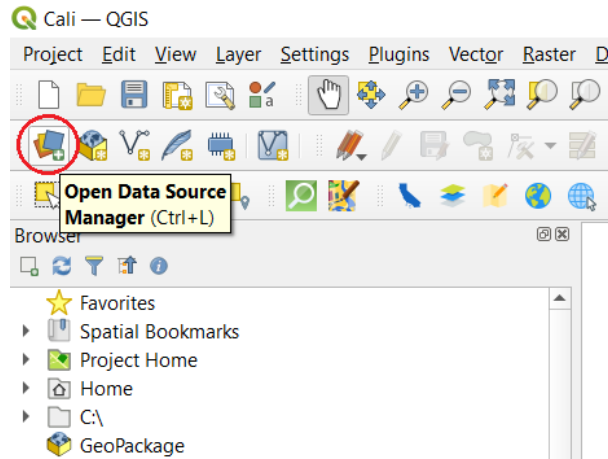 Cali — QGIS
Project Edit View Layer Settings Plugins Vector Raster D
a
Open Data Source
Manager (Ctrl+L)
Browser
Favorites
Spatial Bookmarks
Project Home
Home
C:\
GeoPackage